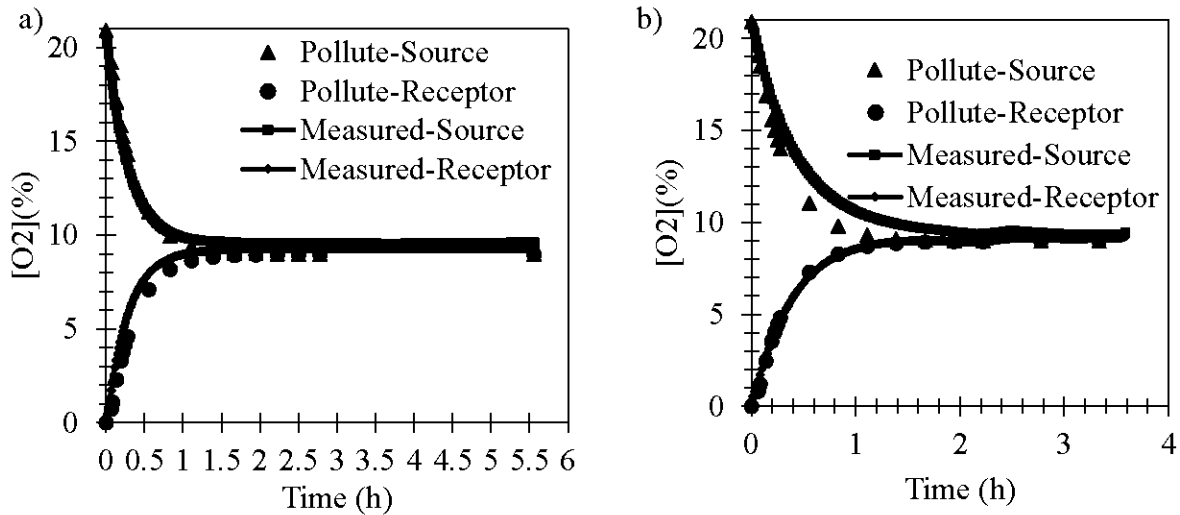 a)
20
15
10
5
0
[O2](%)
Pollute-Source
Pollute-Receptor
Measured-Source
Measured-Receptor
0 0.5 1 1.5 2 2.5 3 3.5 4 4.5 5 5.5 6
Time (h)
b)
20
15
10
5
0
[O2](%)
Pollute-Source
Pollute-Receptor
Measured-Source
Measured-Receptor
0 1 2 3 4
Time (h)